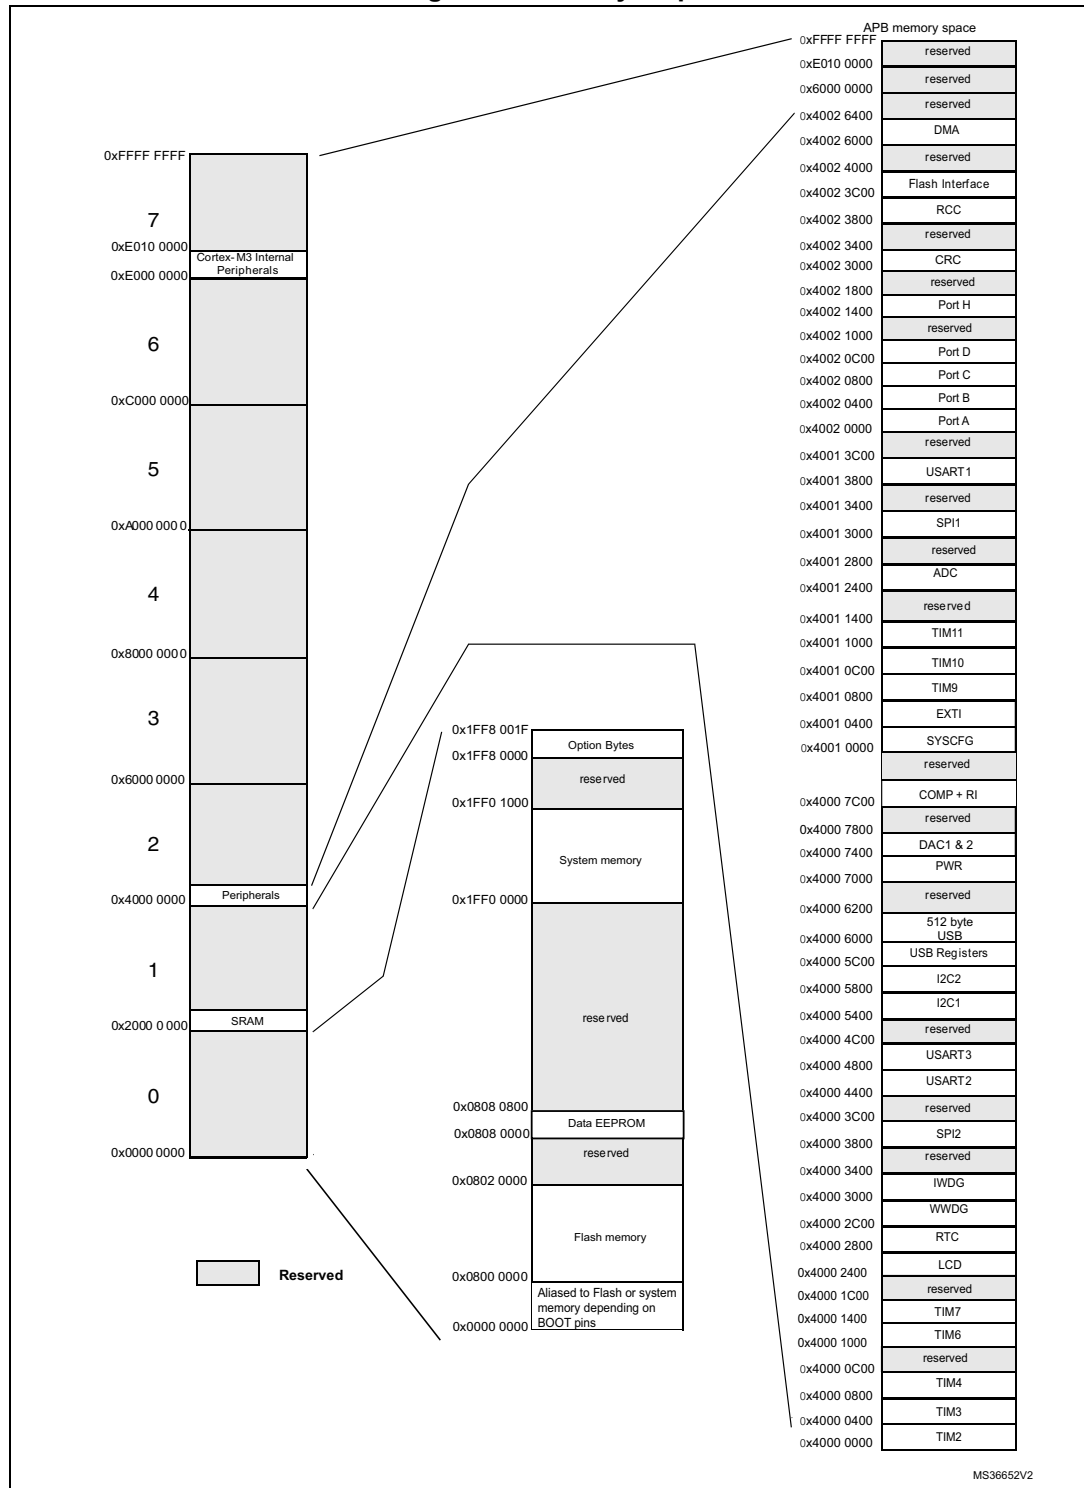 APB memory space
0xFFFF FFFF
reserved
0xE010 0000
reserved
0x6000 0000
reserved
0x4002 6400
DMA
0x4002 6000
reserved
0x4002 4000
Flash Interface
0x4002 3C00
RCC
0x4002 3800
reserved
0x4002 3400
CRC
0x4002 3000
reserved
0x4002 1800
Port H
0x4002 1400
reserved
0x4002 1000
Port D
0x4002 0C00
Port C
0x4002 0800
Port B
0x4002 0400
Port A
0x4002 0000
reserved
0x4001 3C00
USART1
0x4001 3800
reserved
0x4001 3400
SPI1
0x4001 3000
reserved
0x4001 2800
ADC
0x4001 2400
reserved
0x4001 1400
TIM11
0x4001 1000
TIM10
0x4001 0C00
TIM9
0x4001 0800
EXTI
0x4001 0400
SYSCFG
0x4001 0000
reserved
COMP + RI
0x4000 7C00
reserved
0x4000 7800
DAC1 & 2
0x4000 7400
PWR
0x4000 7000
reserved
0x4000 6200
512 byte
USB
0x4000 6000
USB Registers
0x4000 5C00
I2C2
0x4000 5800
I2C1
0x4000 5400
reserved
0x4000 4C00
USART3
0x4000 4800
USART2
0x4000 4400
reserved
0x4000 3C00
SPI2
0x4000 3800
reserved
0x4000 3400
IWDG
0x4000 3000
WWDG
0x4000 2C00
RTC
0x4000 2800
LCD
0x4000 2400
reserved
0x4000 1C00
TIM7
0x4000 1400
TIM6
0x4000 1000
reserved
0x4000 0C00
TIM4
0x4000 0800
TIM3
0x4000 0400
TIM2
0x4000 0000
0xFFFF FFFF
7
0xE010 0000
Cortex-M3 Internal
Peripherals
0xE000 0000
6
0xC000 0000
5
0xA000 0000
4
0x8000 0000
3
0x6000 0000
2
Peripherals
0x4000 0000
1
SRAM
0x2000 0000
0
0x0000 0000
Reserved
0x1FF8 001F
Option Bytes
0x1FF8 0000
reserved
0x1FF0 1000
System memory
0x1FF0 0000
reserved
0x0808 0800
Data EEPROM
0x0808 0000
reserved
0x0802 0000
Flash memory
0x0800 0000
Aliased to Flash or system
memory depending on
BOOT pins
0x0000 0000
MS36652V2